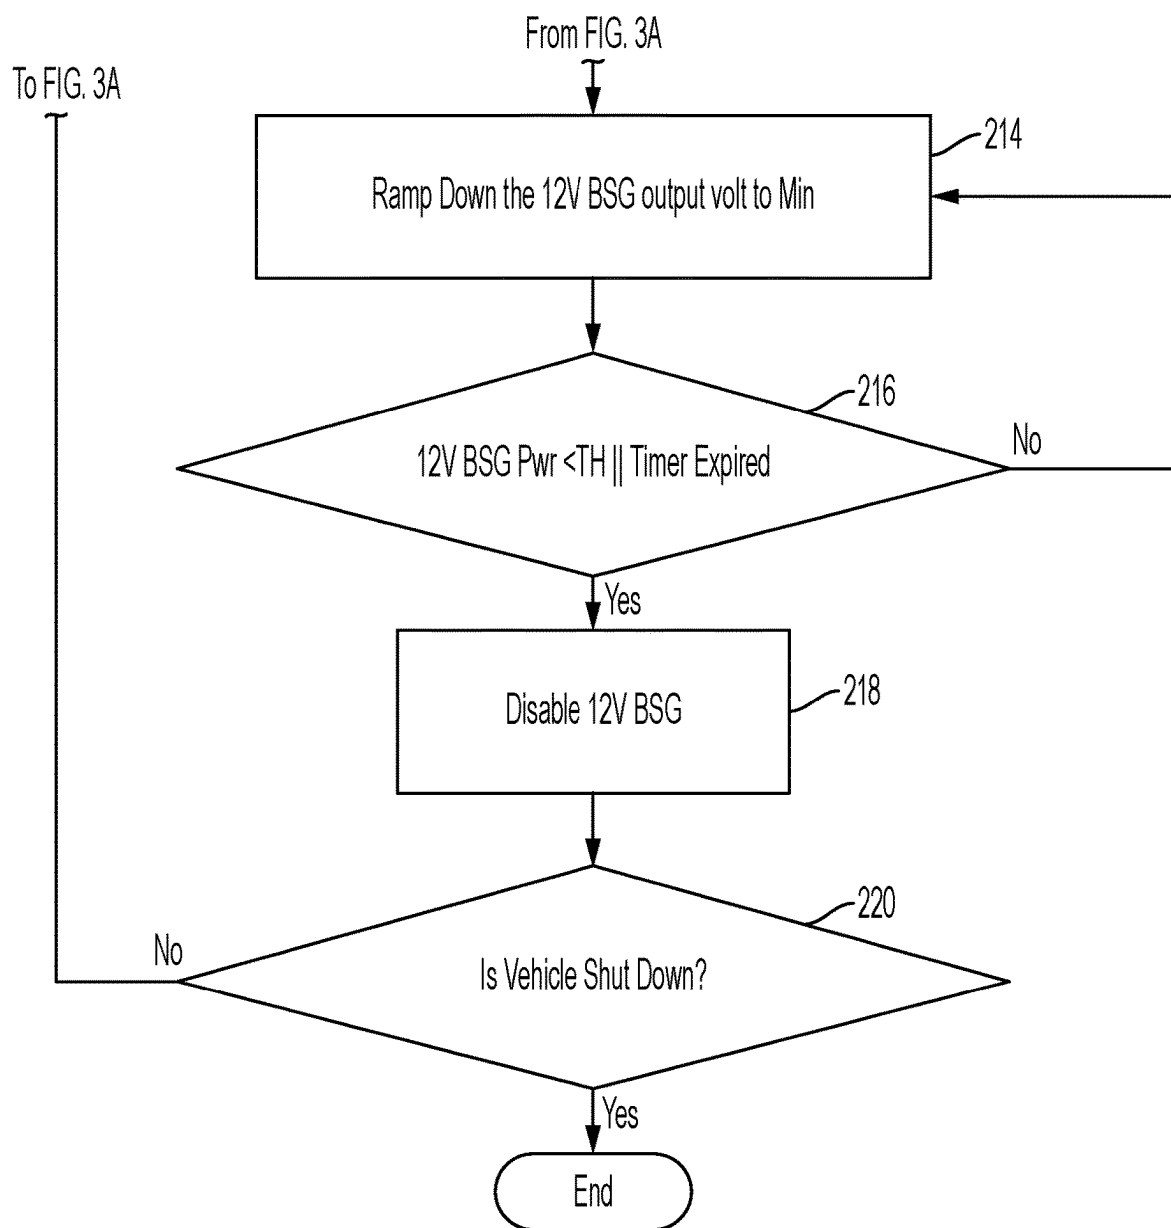 From FIG. 3A
To FIG. 3A
214
Ramp Down the 12V BSG output volt to Min
216
12V BSG Pwr <TH || Timer Expired
No
Yes
Disable 12V BSG
218
220
No
Is Vehicle Shut Down?
Yes
End